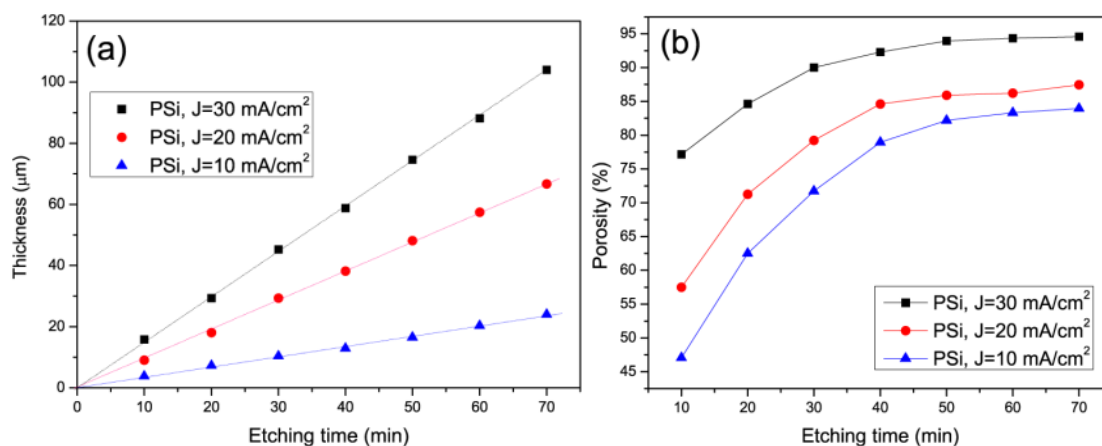 (a)
Thickness (μm)
120
100
80
60
40
20
0
PSi, J=30 mA/cm²
PSi, J=20 mA/cm²
PSi, J=10 mA/cm²
0 10 20 30 40 50 60 70
Etching time (min)
(b)
Porosity (%)
95
90
85
80
75
70
65
60
55
50
45
PSi, J=30 mA/cm²
PSi, J=20 mA/cm²
PSi, J=10 mA/cm²
10 20 30 40 50 60 70
Etching time (min)